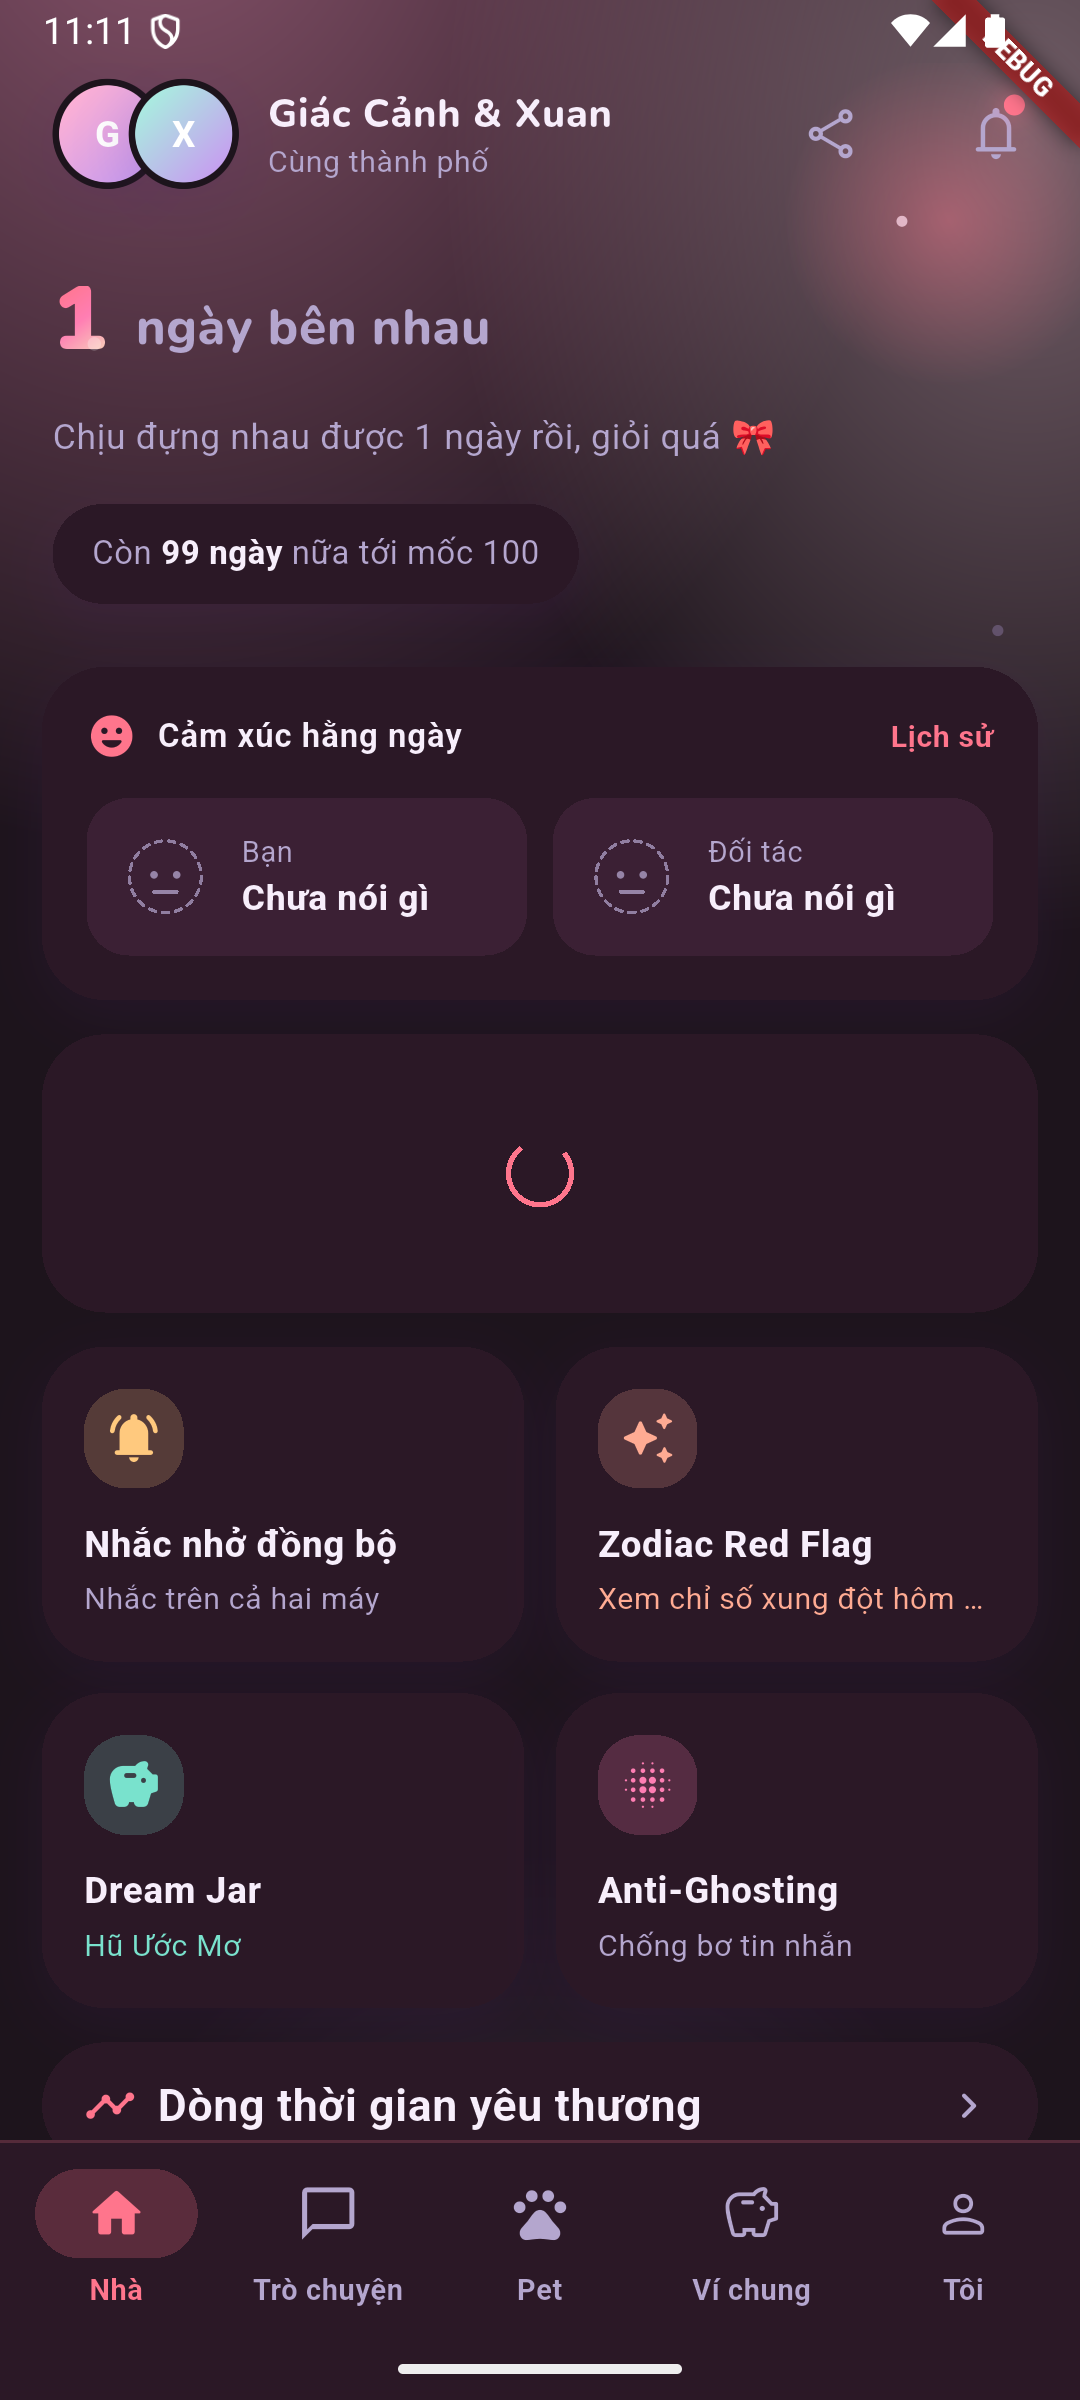 11:11
DEBUG
G
X
Giác Cảnh & Xuan
Cùng thành phố
1 ngày bên nhau
Chịu đựng nhau được 1 ngày rồi, giỏi quá 🎀
Còn 99 ngày nữa tới mốc 100
Cảm xúc hằng ngày
Lịch sử
Bạn
Chưa nói gì
Đối tác
Chưa nói gì
Nhắc nhở đồng bộ
Nhắc trên cả hai máy
Zodiac Red Flag
Xem chỉ số xung đột hôm ...
Dream Jar
Hũ Ước Mơ
Anti-Ghosting
Chống bơ tin nhắn
Dòng thời gian yêu thương
Nhà
Trò chuyện
Pet
Ví chung
Tôi